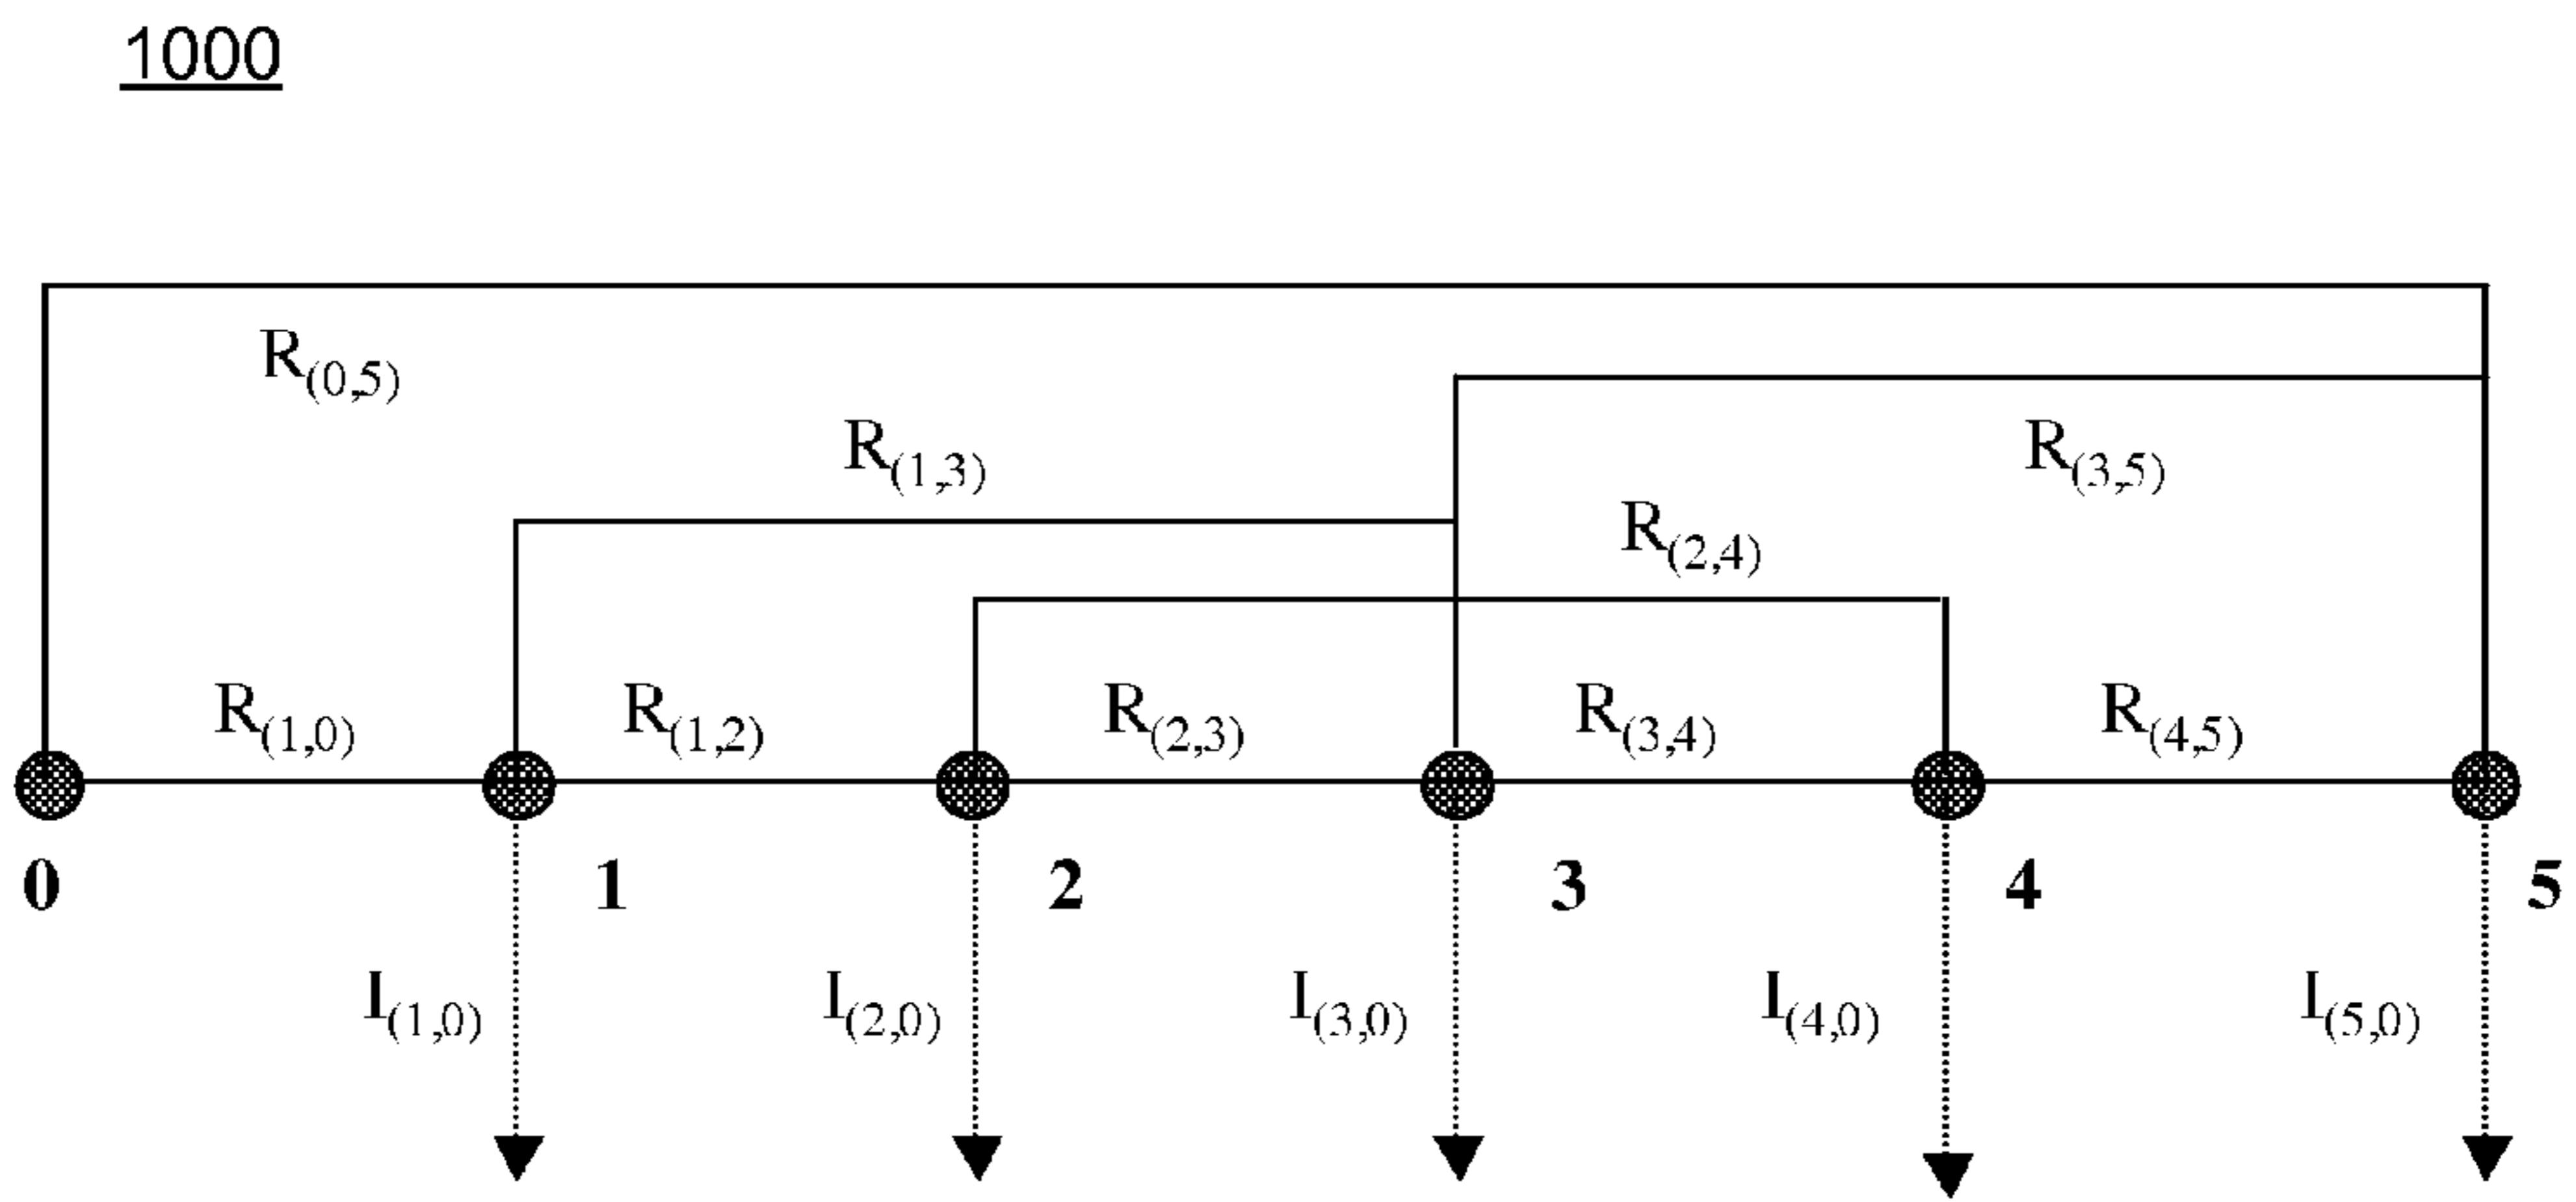 1000
R(0,5)
R(1,3) R(3,5)
R(2,4)
R(1,0) R(1,2) R(2,3) R(3,4) R(4,5)
0 1 2 3 4 5
I(1,0) I(2,0) I(3,0) I(4,0) I(5,0)